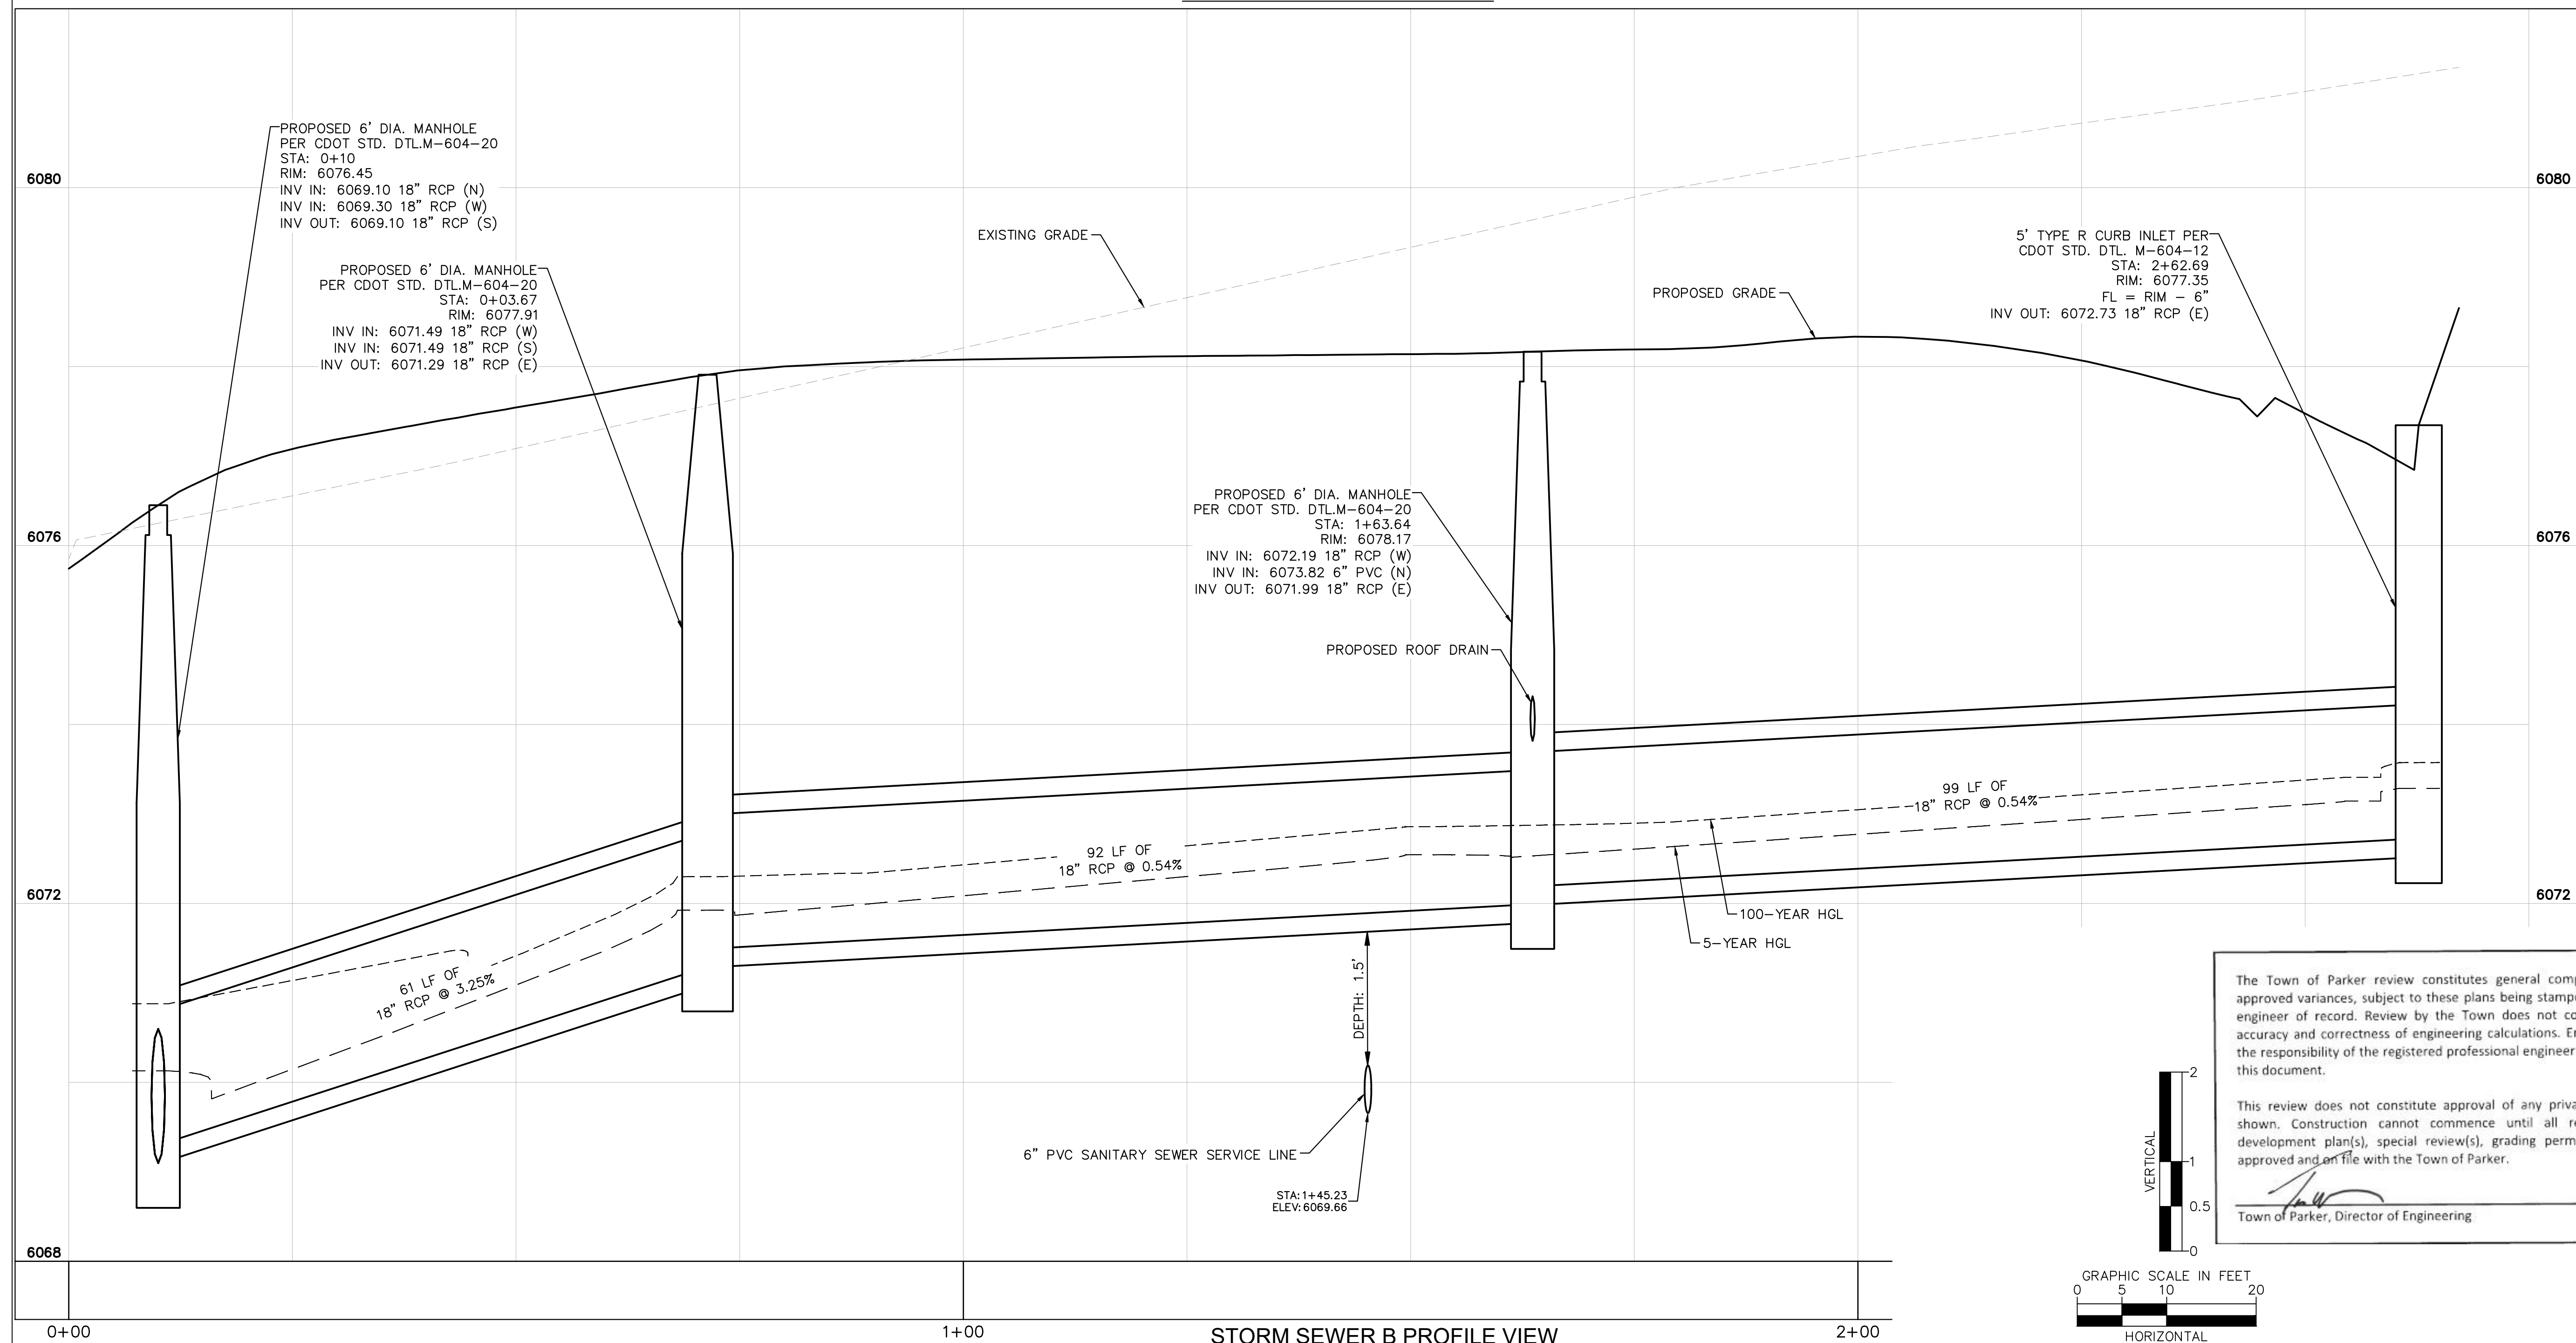 PROPOSED 6' DIA. MANHOLE
PER CDOT STD. DTL.M-604-20
STA: 0+10
RIM: 6076.45
INV IN: 6069.10 18" RCP (N)
INV IN: 6069.30 18" RCP (W)
INV OUT: 6069.10 18" RCP (S)
6080
6080
EXISTING GRADE
5' TYPE R CURB INLET PER
CDOT STD. DTL. M-604-12
STA: 2+62.69
RIM: 6077.35
FL = RIM - 6"
INV OUT: 6072.73 18" RCP (E)
PROPOSED 6' DIA. MANHOLE
PER CDOT STD. DTL.M-604-20
STA: 0+03.67
RIM: 6077.91
INV IN: 6071.49 18" RCP (W)
INV IN: 6071.49 18" RCP (S)
INV OUT: 6071.29 18" RCP (E)
PROPOSED GRADE
PROPOSED 6' DIA. MANHOLE
PER CDOT STD. DTL.M-604-20
STA: 1+63.64
RIM: 6078.17
INV IN: 6072.19 18" RCP (W)
INV IN: 6073.82 6" PVC (N)
INV OUT: 6071.99 18" RCP (E)
6076
6076
PROPOSED ROOF DRAIN
99 LF OF
18" RCP @ 0.54%
92 LF OF
18" RCP @ 0.54%
6072
6072
100-YEAR HGL
5-YEAR HGL
61 LF OF
18" RCP @ 3.25%
DEPTH: 1.5'
6" PVC SANITARY SEWER SERVICE LINE
STA:1+45.23
ELEV:6069.66
The Town of Parker review constitutes general
approved variances, subject to these plans being
engineer of record. Review by the Town does not
accuracy and correctness of engineering calculations.
the responsibility of the registered professional engineer
this document.
This review does not constitute approval of any
shown. Construction cannot commence until all
development plan(s), special review(s), grading
approved and on file with the Town of Parker.
Town of Parker, Director of Engineering
VERTICAL
2
1
0.5
0
6068
GRAPHIC SCALE IN FEET
0 5 10 20
HORIZONTAL
0+00 1+00 2+00
STORM SEWER B PROFILE VIEW